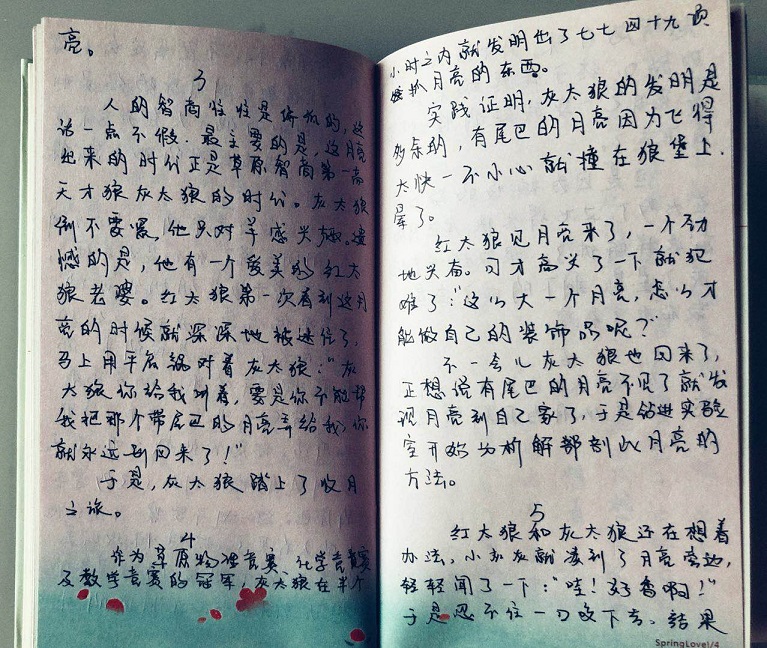 亮。
3
人的智商往往是偏低的,这
话一点不假。最主要的是,这月亮
出来的时代正是草原智商第一高
天才狼灰太狼的时代。灰太狼
倒不要紧,他只对羊感兴趣。遗
憾的是,他有一个爱美的红太
狼老婆。红太狼第一次看到这月
亮的时候就深深地被迷住了,
马上用平底锅对着灰太狼:“灰
太狼你给我听着,要是你不能帮
我把那个带尾巴的月亮弄给我,你
就永远别回来了!”
于是,灰太狼踏上了收月
之旅。
4
作为草原物理竞赛、化学竞赛
及数学竞赛的冠军,灰太狼在半个
小时之内就发明出了七七四十九项
月亮的东西。
实践证明,灰太狼的发明是
多余的,有尾巴的月亮因为飞得
太快一不小心就撞在狼堡上.
晕了。
红太狼见月亮来了,一个劲
地兴奋。可才高兴了一下就犯
难了:“这么大一个月亮,怎么才
能做自己的装饰品呢?”
不一会儿灰太狼也回来了,
正想说有尾巴的月亮不见了就发
现月亮到自己家了,于是钻进实验
室开始分析解部剖此月亮的
方法。
5
红太狼和灰太狼还在想着
办法,小灰灰就凑到了月亮旁边,
轻轻闻了一下:“哇!好香啊!”
于是忍不住一口咬下去。结果
SpringLove1/4